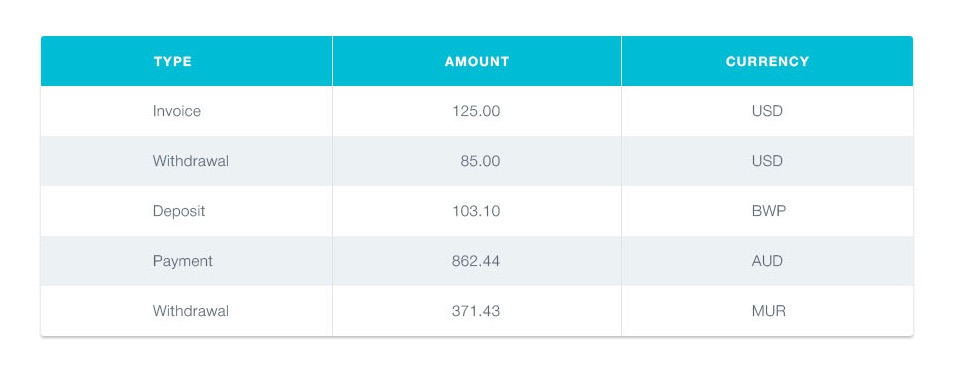 TYPE AMOUNT CURRENCY
Invoice 125.00 USD
Withdrawal 85.00 USD
Deposit 103.10 BWP
Payment 862.44 AUD
Withdrawal 371.43 MUR